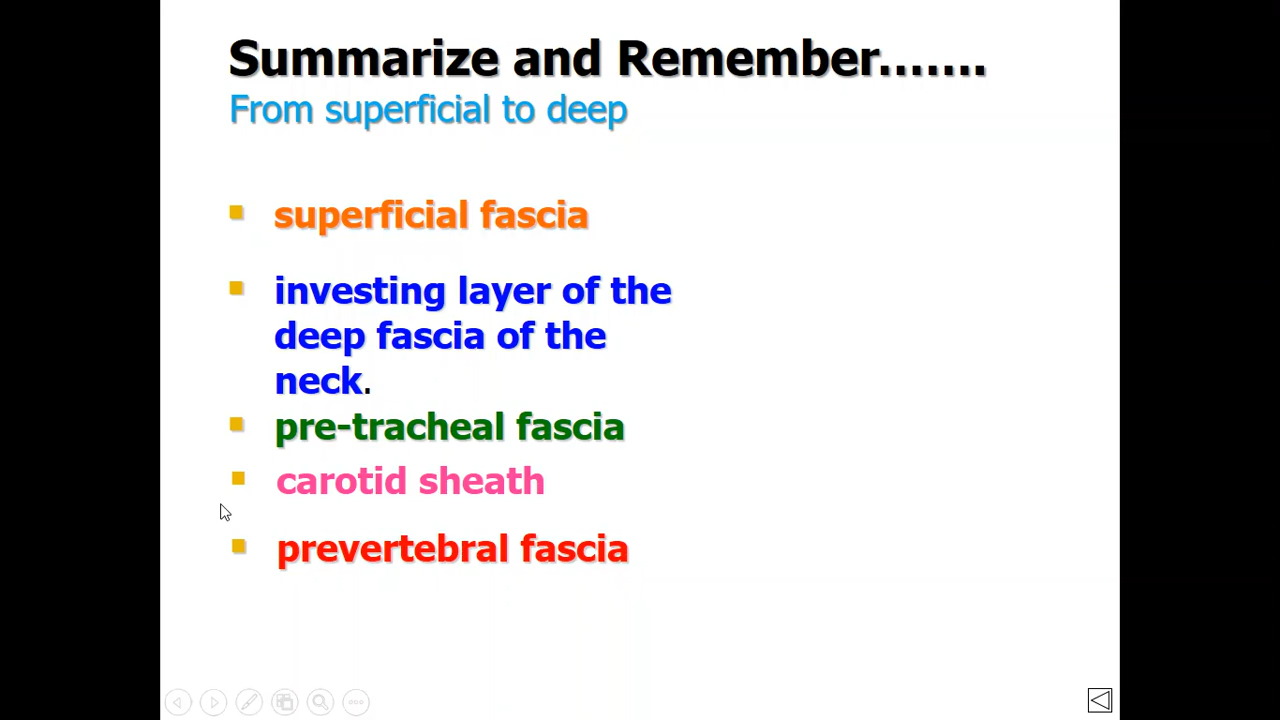 Summarize and Remember.......
From superficial to deep
superficial fascia
investing layer of the
deep fascia of the
neck.
pre-tracheal fascia
carotid sheath
prevertebral fascia